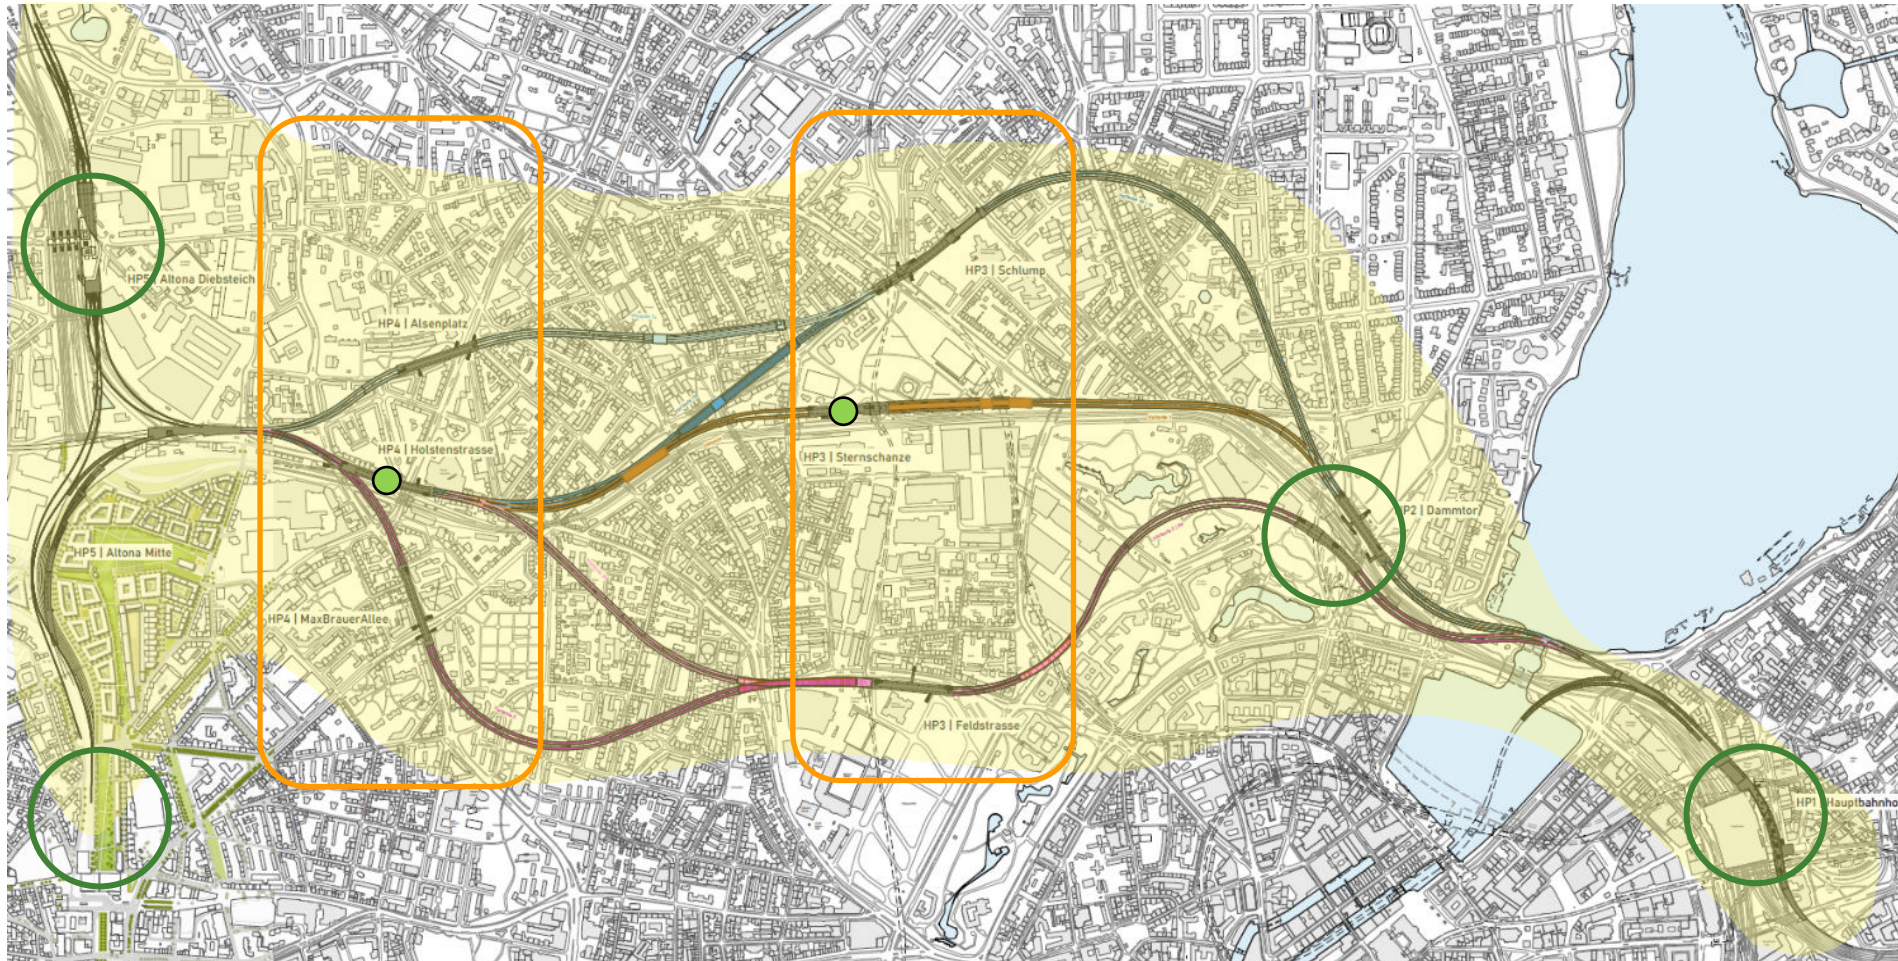 HP5 | Altona Diebsteich
HP4 | Alsenplatz
HP3 | Schlump
HP4 | Holstenstrasse
HP3 | Sternschanze
HP2 | Dammtor
HP5 | Altona Mitte
HP4 | MaxBrauerAllee
HP3 | Feldstrasse
HP1 | Hauptbahnhof